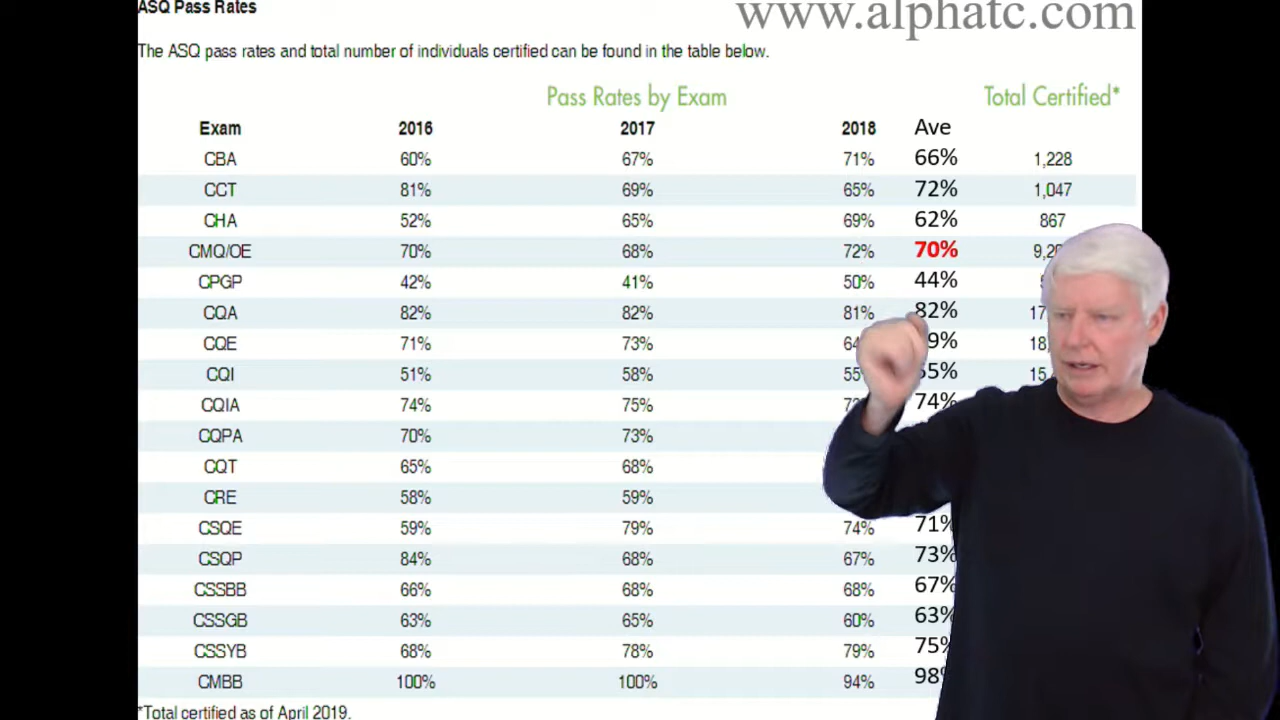 ASQ Pass Rates
www.alphatc.com
The ASQ pass rates and total number of individuals certified can be found in the table below.
Pass Rates by Exam Total Certified*
Exam 2016 2017 2018 Ave
CBA 60% 67% 71% 66% 1,228
CCT 81% 69% 65% 72% 1,047
CHA 52% 65% 69% 62% 867
CMQ/OE 70% 68% 72% 70%
CPGP 42% 41% 50% 44%
CQA 82% 82% 81% 82%
CQE 71% 73%
CQI 51% 58%
CQIA 74% 75% 74%
CQPA 70% 73%
CQT 65% 68%
CRE 58% 59%
CSQE 59% 79% 74% 71%
CSQP 84% 68% 67% 73%
CSSBB 66% 68% 68% 67%
CSSGB 63% 65% 60% 63%
CSSYB 68% 78% 79% 75%
CMBB 100% 100% 94% 98%
*Total certified as of April 2019.